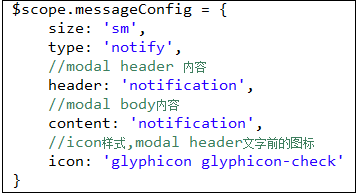 $scope.messageConfig = {
    size: 'sm',
    type: 'notify',
    //modal header 内容
    header: 'notification',
    //modal body内容
    content: 'notification',
    //icon样式,modal header文字前的图标
    icon: 'glyphicon glyphicon-check'
}